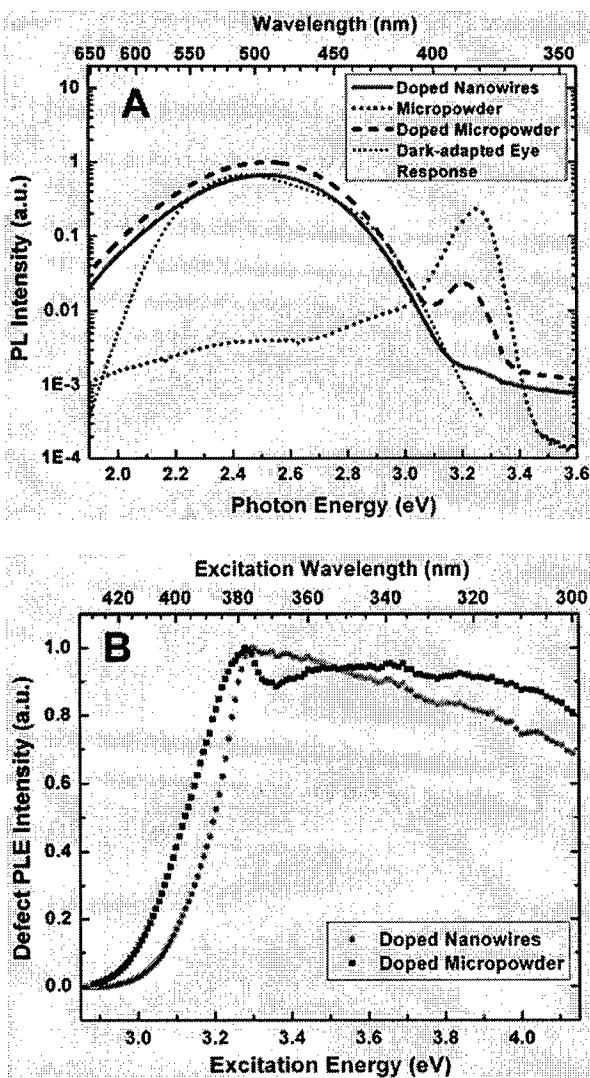 Wavelength (nm)
650 600 550 500 450 400 350
A
Doped Nanowires
Micropowder
Doped Micropowder
Dark-adapted Eye
Response
PL Intensity (a.u.)
10
1
0.1
0.01
1E-3
1E-4
2.0 2.2 2.4 2.6 2.8 3.0 3.2 3.4 3.6
Photon Energy (eV)
Excitation Wavelength (nm)
420 400 380 360 340 320 300
B
Defect PLE Intensity (a.u.)
1.0
0.8
0.6
0.4
0.2
0.0
Doped Nanowires
Doped Micropowder
3.0 3.2 3.4 3.6 3.8 4.0
Excitation Energy (eV)